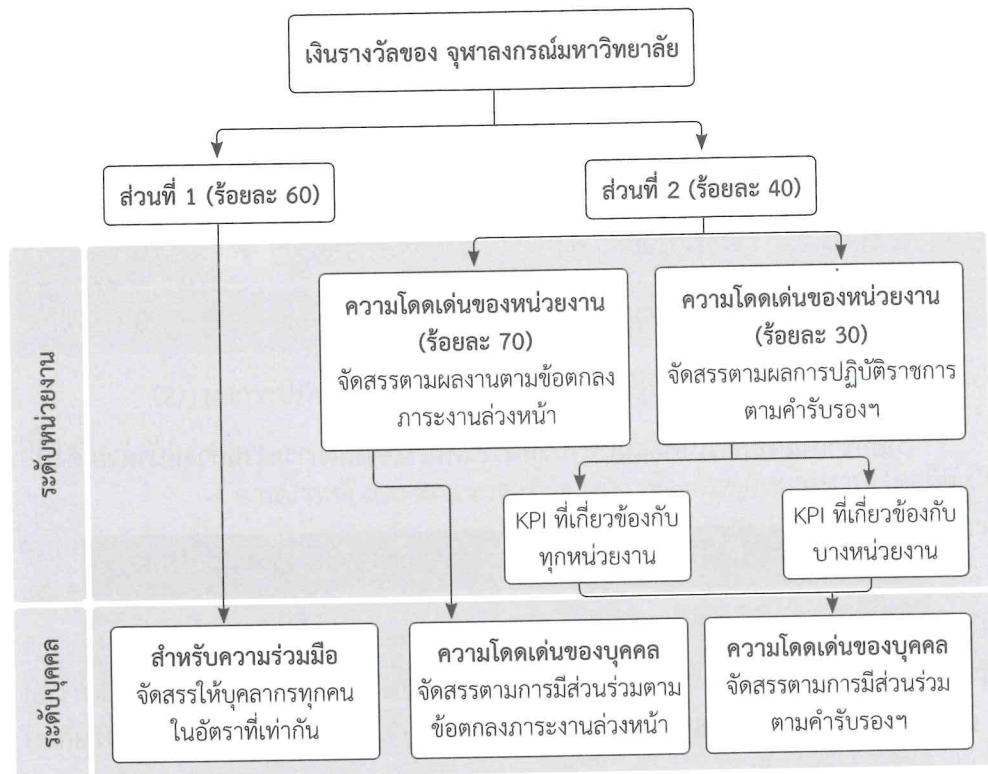 เงินรางวัลของ จุฬาลงกรณ์มหาวิทยาลัย
ส่วนที่ 1 (ร้อยละ 60)
ส่วนที่ 2 (ร้อยละ 40)
ระดับหน่วยงาน
ความโดดเด่นของหน่วยงาน
(ร้อยละ 70)
จัดสรรตามผลงานตามข้อตกลง
ภาระงานล่วงหน้า
ความโดดเด่นของหน่วยงาน
(ร้อยละ 30)
จัดสรรตามผลการปฏิบัติราชการ
ตามคำรับรองฯ
KPI ที่เกี่ยวข้องกับ
ทุกหน่วยงาน
KPI ที่เกี่ยวข้องกับ
บางหน่วยงาน
ระดับบุคคล
สำหรับความร่วมมือ
จัดสรรให้บุคลากรทุกคน
ในอัตราที่เท่ากัน
ความโดดเด่นของบุคคล
จัดสรรตามการมีส่วนร่วมตาม
ข้อตกลงภาระงานล่วงหน้า
ความโดดเด่นของบุคคล
จัดสรรตามการมีส่วนร่วม
ตามคำรับรองฯ